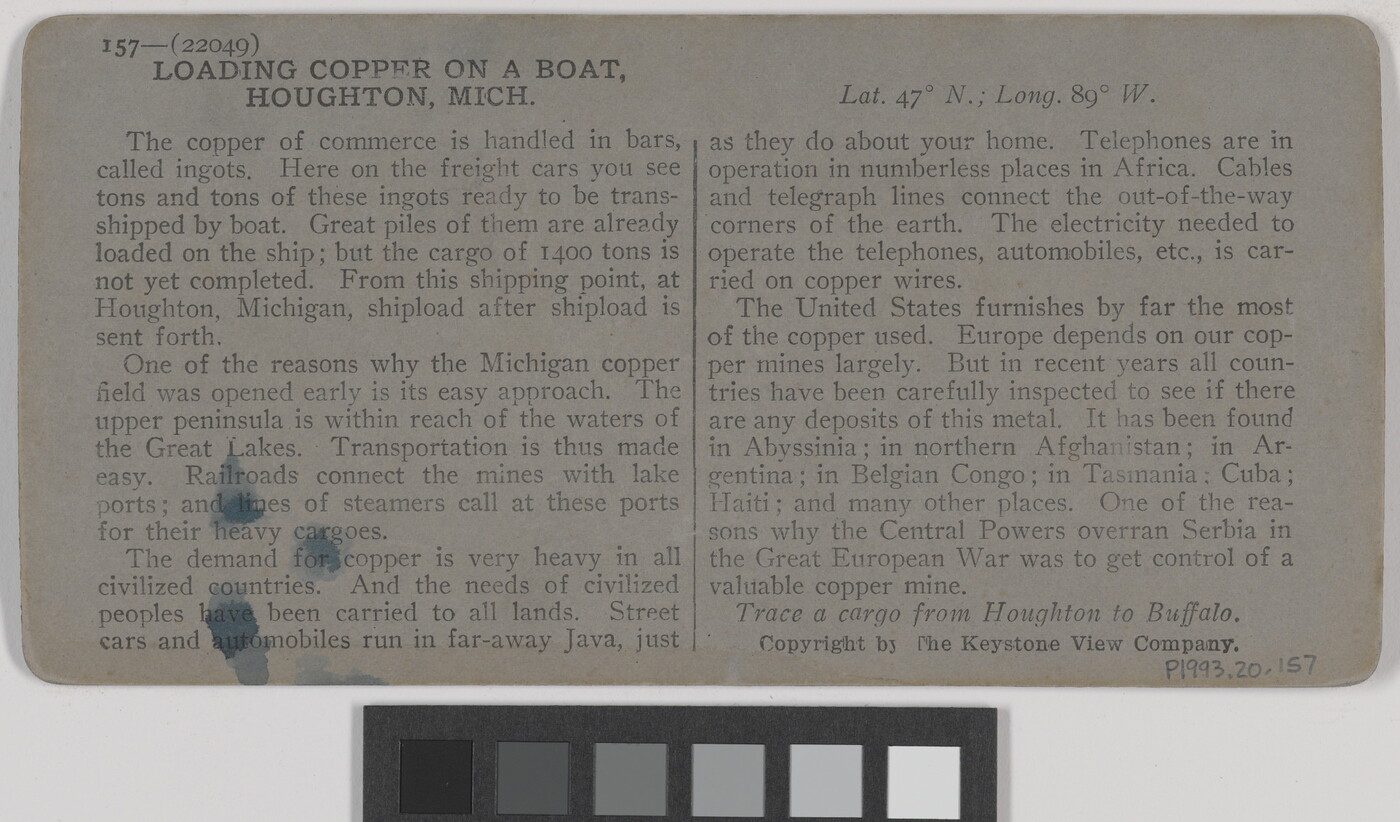 157—(22049)
LOADING COPPER ON A BOAT,
HOUGHTON, MICH.
Lat. 47° N.; Long. 89° W.
The copper of commerce is handled in bars,
called ingots. Here on the freight cars you see
tons and tons of these ingots ready to be trans-
shipped by boat. Great piles of them are already
loaded on the ship; but the cargo of 1400 tons is
not yet completed. From this shipping point, at
Houghton, Michigan, shipload after shipload is
sent forth.
One of the reasons why the Michigan copper
field was opened early is its easy approach. The
upper peninsula is within reach of the waters of
the Great Lakes. Transportation is thus made
easy. Railroads connect the mines with lake
ports; and lines of steamers call at these ports
for their heavy cargoes.
The demand for copper is very heavy in all
civilized countries. And the needs of civilized
peoples have been carried to all lands. Street
cars and automobiles run in far-away Java, just
as they do about your home. Telephones are in
operation in numberless places in Africa. Cables
and telegraph lines connect the out-of-the-way
corners of the earth. The electricity needed to
operate the telephones, automobiles, etc., is car-
ried on copper wires.
The United States furnishes by far the most
of the copper used. Europe depends on our cop-
per mines largely. But in recent years all coun-
tries have been carefully inspected to see if there
are any deposits of this metal. It has been found
in Abyssinia; in northern Afghanistan; in Ar-
gentina; in Belgian Congo; in Tasmania; Cuba;
Haiti; and many other places. One of the rea-
sons why the Central Powers overran Serbia in
the Great European War was to get control of a
valuable copper mine.
Trace a cargo from Houghton to Buffalo.
Copyright by The Keystone View Company.
P1993.20.157